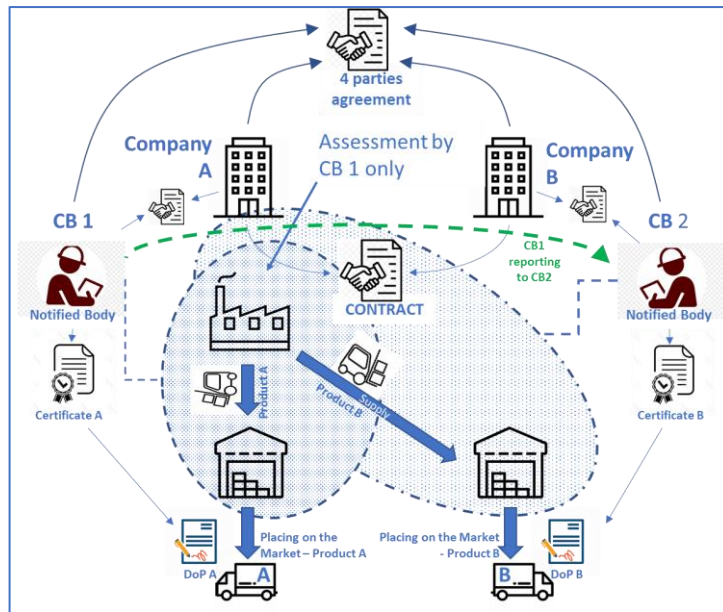 4 parties
agreement
Company
A
Assessment by
CB 1 only
Company
B
CB 1
CB 2
CB1
reporting
to CB2
Notified Body
CONTRACT
Notified Body
Product A
Supply
Product B
Certificate A
Certificate B
Placing on the
Market – Product A
Placing on the Market
- Product B
DoP A
A
B
DoP B